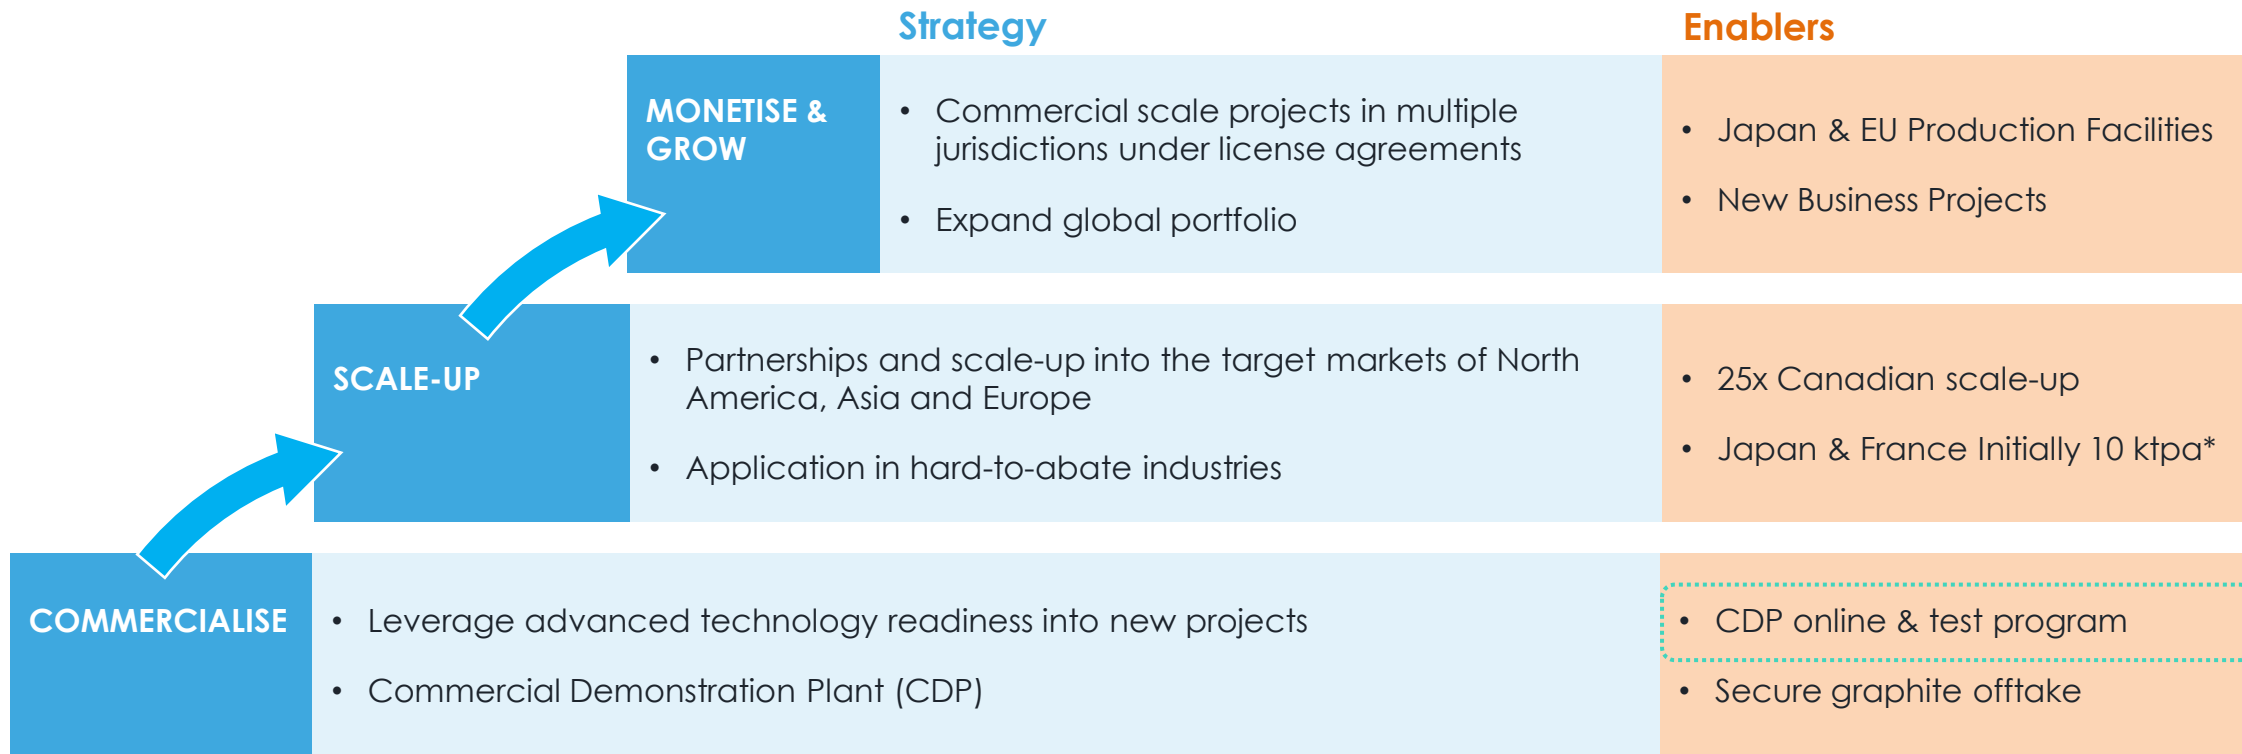 Strategy
Enablers
MONETISE &
GROW
• Commercial scale projects in multiple
jurisdictions under license agreements
• Expand global portfolio
• Japan & EU Production Facilities
• New Business Projects
SCALE-UP
• Partnerships and scale-up into the target markets of North
America, Asia and Europe
• Application in hard-to-abate industries
• 25x Canadian scale-up
• Japan & France Initially 10 ktpa*
COMMERCIALISE
• Leverage advanced technology readiness into new projects
• Commercial Demonstration Plant (CDP)
• CDP online & test program
• Secure graphite offtake